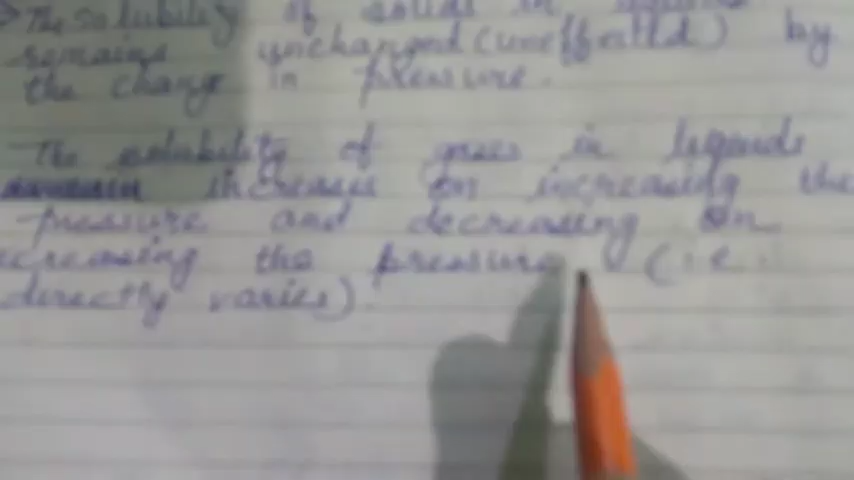 The solubility of solids in liquids
remains unchanged (uneffected) by
the change in pressure.
The solubility of gases in liquids
increases on increasing the
pressure and decreasing on
decreasing the pressure (i.e.
directly varies).